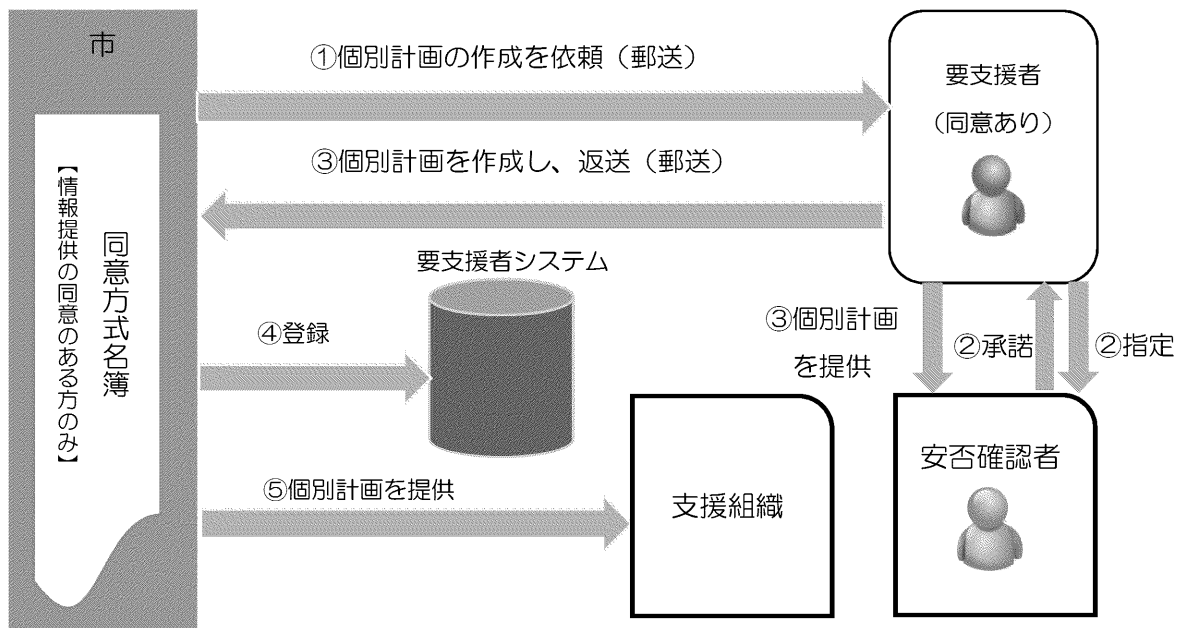 市
同意方式名簿
【情報提供の同意のある方のみ】
①個別計画の作成を依頼（郵送）
要支援者
（同意あり）
③個別計画を作成し、返送（郵送）
要支援者システム
④登録
③個別計画
を提供
②承諾
②指定
⑤個別計画を提供
支援組織
安否確認者